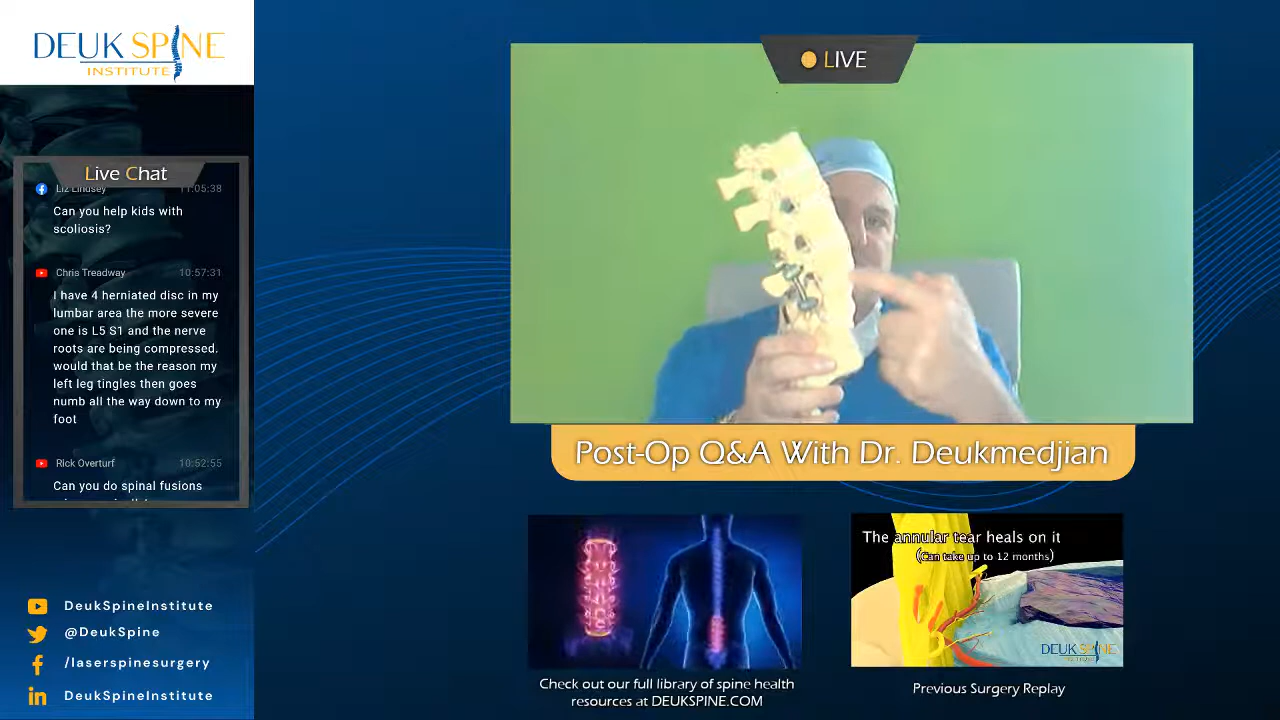 DEUK SPINE
INSTITUTE
Live Chat
Liz Lindsey 11:05:38
Can you help kids with
scoliosis?
Chris Treadway 10:57:31
I have 4 herniated disc in my
lumbar area the more severe
one is L5 S1 and the nerve
roots are being compressed.
would that be the reason my
left leg tingles then goes
numb all the way down to my
foot
Rick Overturf 10:52:55
Can you do spinal fusions
DeukSpineInstitute
@DeukSpine
/laserspinesurgery
DeukSpineInstitute
LIVE
Post-Op Q&A With Dr. Deukmedjian
Check out our full library of spine health
resources at DEUKSPINE.COM
The annular tear heals on it
(Can take up to 12 months)
DEUK SPINE
Previous Surgery Replay